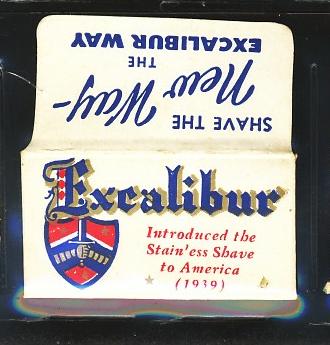 SHAVE THE
New Way-
THE
EXCALIBUR WAY
Excalibur
Introduced the
Stain'ess Shave
to America
(1939)